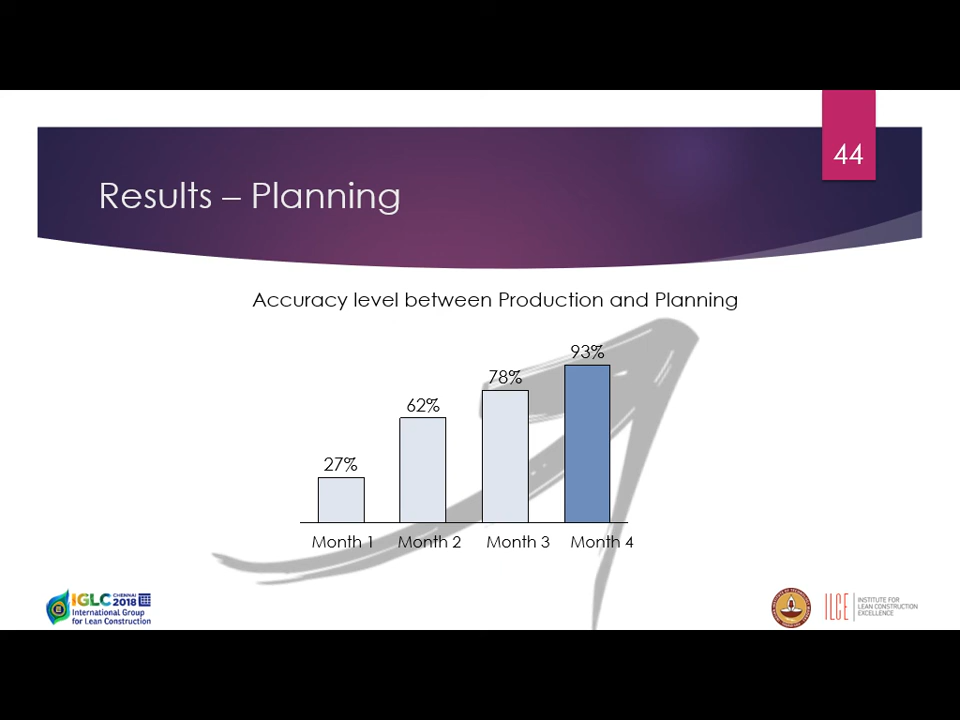 44
Results – Planning
Accuracy level between Production and Planning
93%
78%
62%
27%
Month 1 Month 2 Month 3 Month 4
IGLC CHENNAI 2018
International Group
for Lean Construction
ILCE
INSTITUTE FOR
LEAN CONSTRUCTION
EXCELLENCE